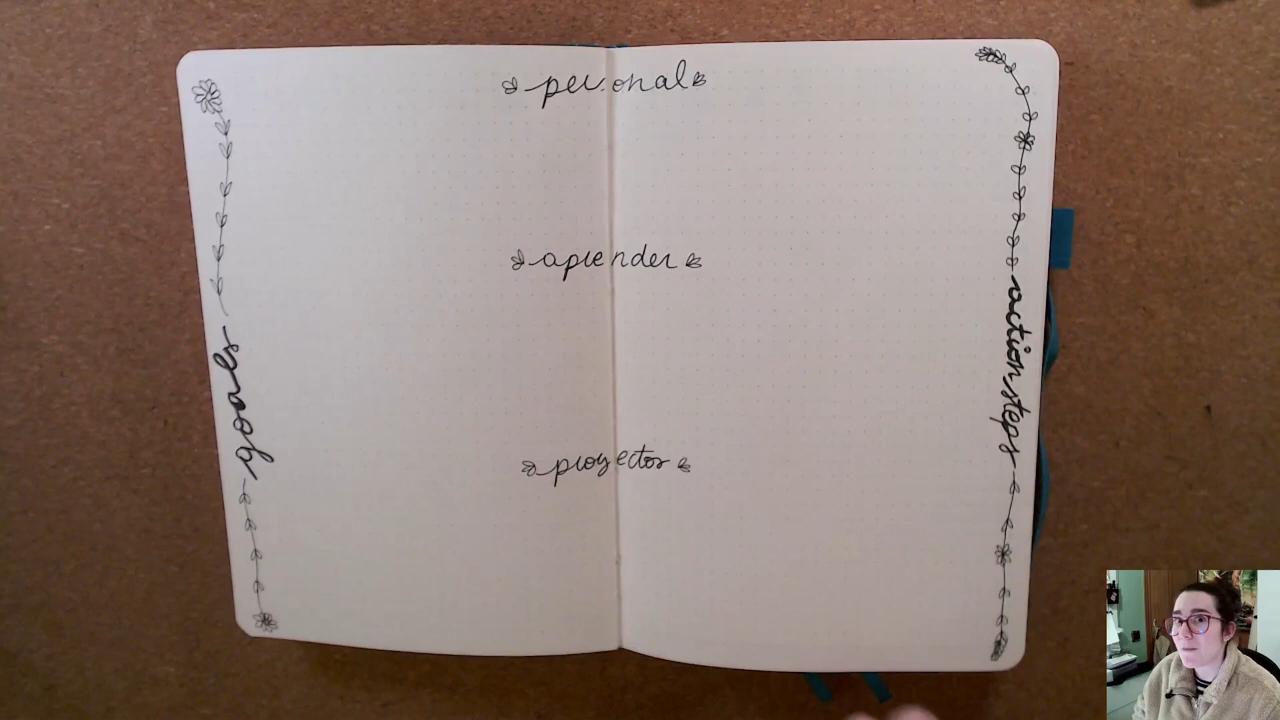 personal
aprender
proyectos
goals
action steps